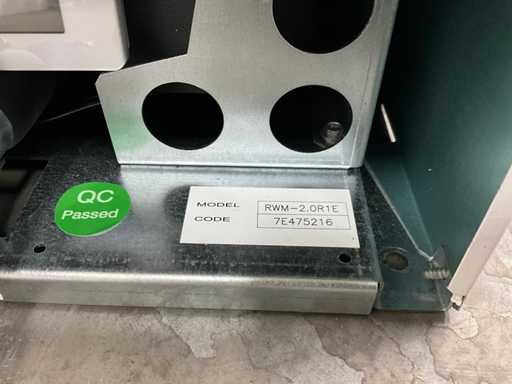 QC
Passed
MODEL RWM-2.0R1E
CODE 7E475216